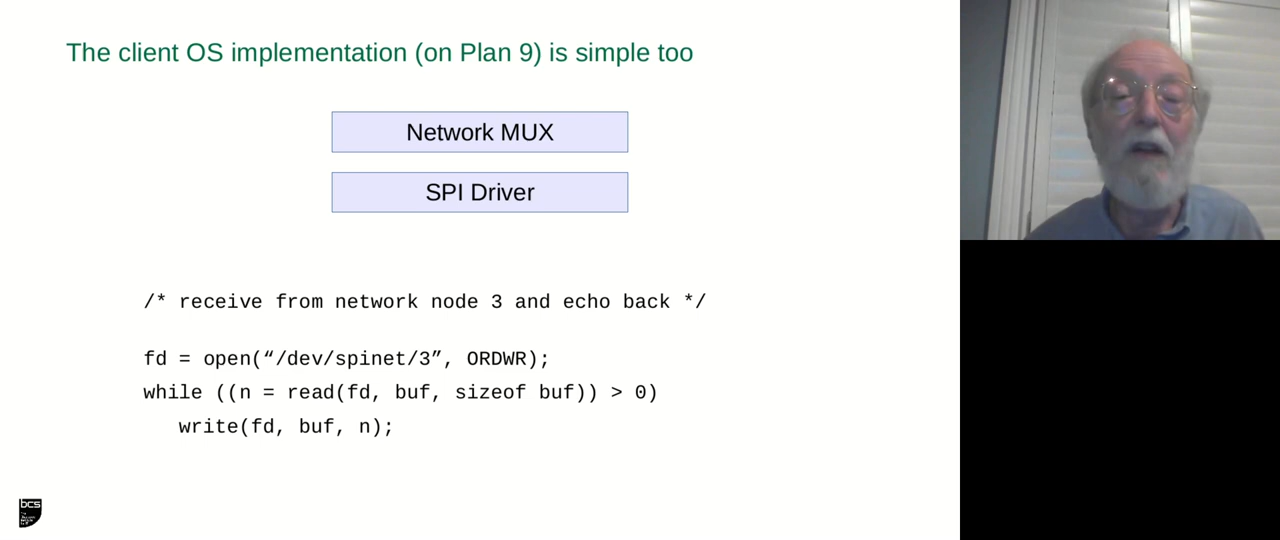 The client OS implementation (on Plan 9) is simple too
Network MUX
SPI Driver
/* receive from network node 3 and echo back */
fd = open(“/dev/spinet/3”, ORDWR);
while ((n = read(fd, buf, sizeof buf)) > 0)
write(fd, buf, n);
bcs